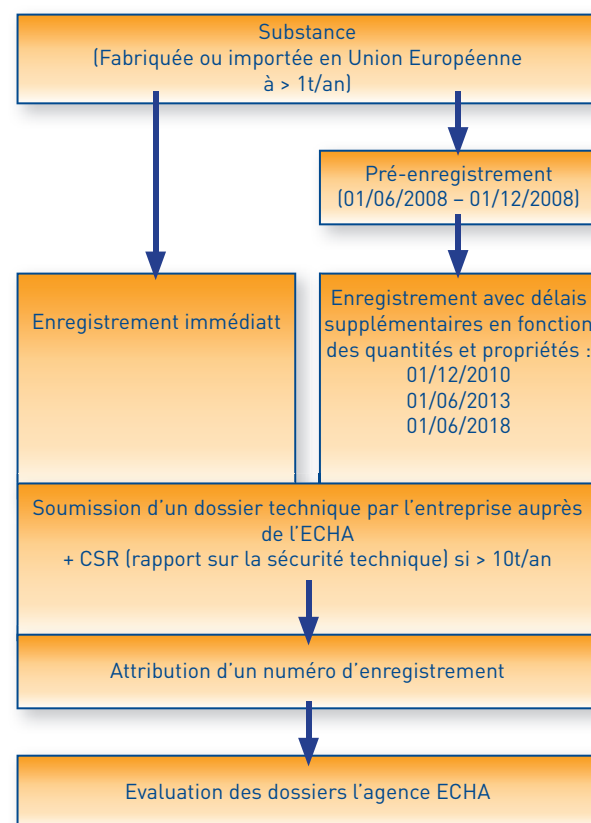 Substance
(Fabriquée ou importée en Union Européenne
à > 1t/an)
Pré-enregistrement
(01/06/2008 – 01/12/2008)
Enregistrement immédiatt
Enregistrement avec délais
supplémentaires en fonction
des quantités et propriétés :
01/12/2010
01/06/2013
01/06/2018
Soumission d’un dossier technique par l’entreprise auprès
de l’ECHA
+ CSR (rapport sur la sécurité technique) si > 10t/an
Attribution d’un numéro d’enregistrement
Evaluation des dossiers l’agence ECHA